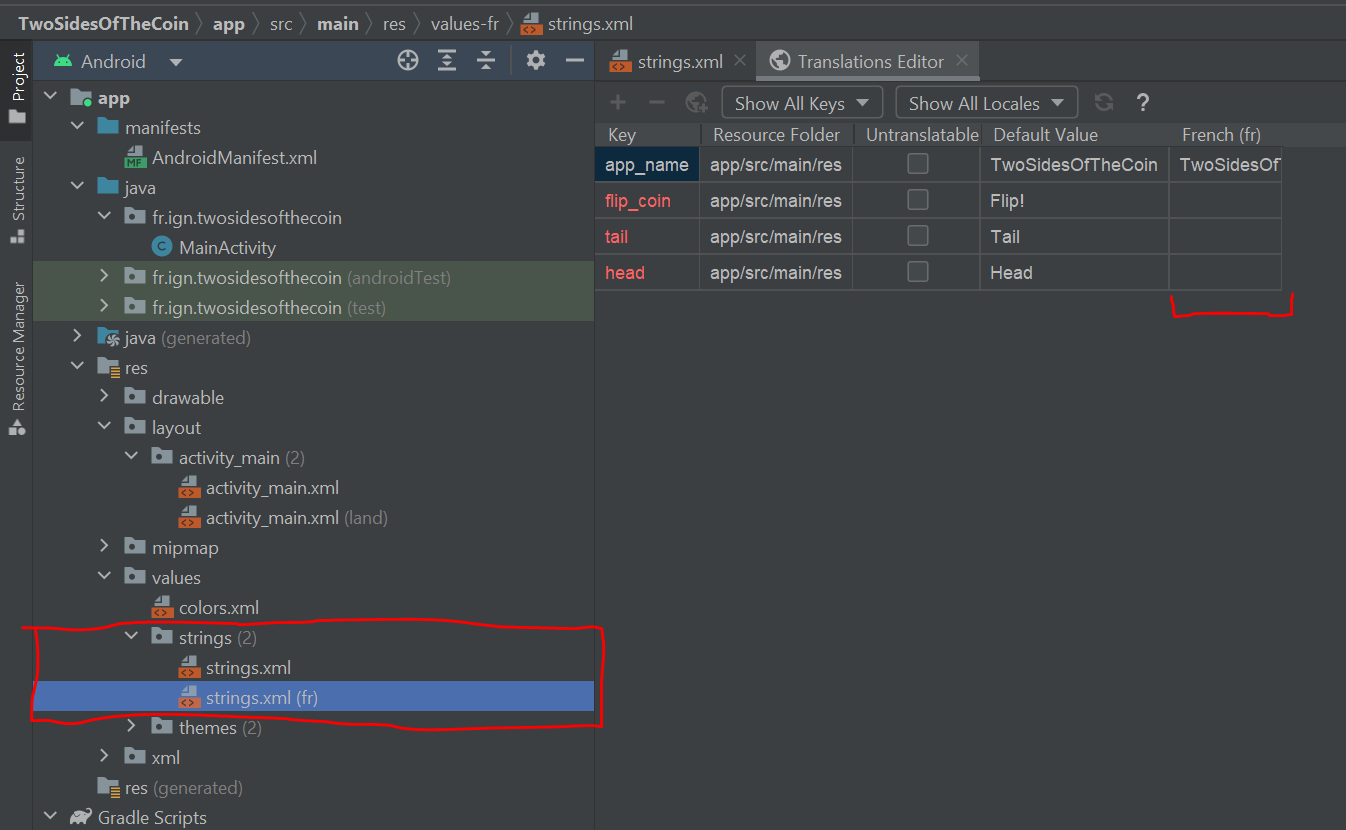 TwoSidesOfTheCoin app src main res values-fr strings.xml
Project
Structure
Resource Manager
Android
app
manifests
MF AndroidManifest.xml
java
fr.ign.twosidesofthecoin
C MainActivity
fr.ign.twosidesofthecoin (androidTest)
fr.ign.twosidesofthecoin (test)
java (generated)
res
drawable
layout
activity_main (2)
activity_main.xml
activity_main.xml (land)
mipmap
values
colors.xml
strings (2)
strings.xml
strings.xml (fr)
themes (2)
xml
res (generated)
Gradle Scripts
strings.xml Translations Editor
Show All Keys Show All Locales ?
Key Resource Folder Untranslatable Default Value French (fr)
app_name app/src/main/res TwoSidesOfTheCoin TwoSidesOfT
flip_coin app/src/main/res Flip!
tail app/src/main/res Tail
head app/src/main/res Head